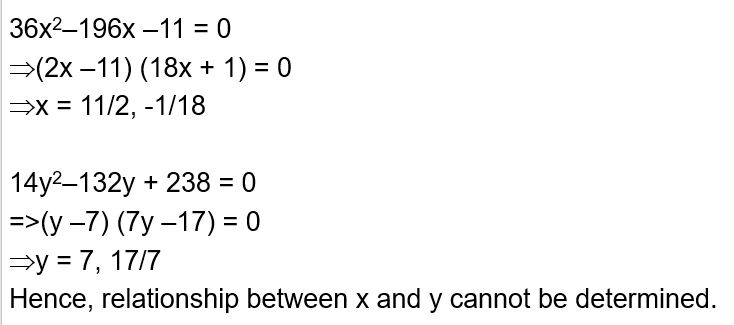 36x²–196x –11 = 0
⇒(2x –11) (18x + 1) = 0
⇒x = 11/2, -1/18
14y²–132y + 238 = 0
=>(y –7) (7y –17) = 0
⇒y = 7, 17/7
Hence, relationship between x and y cannot be determined.